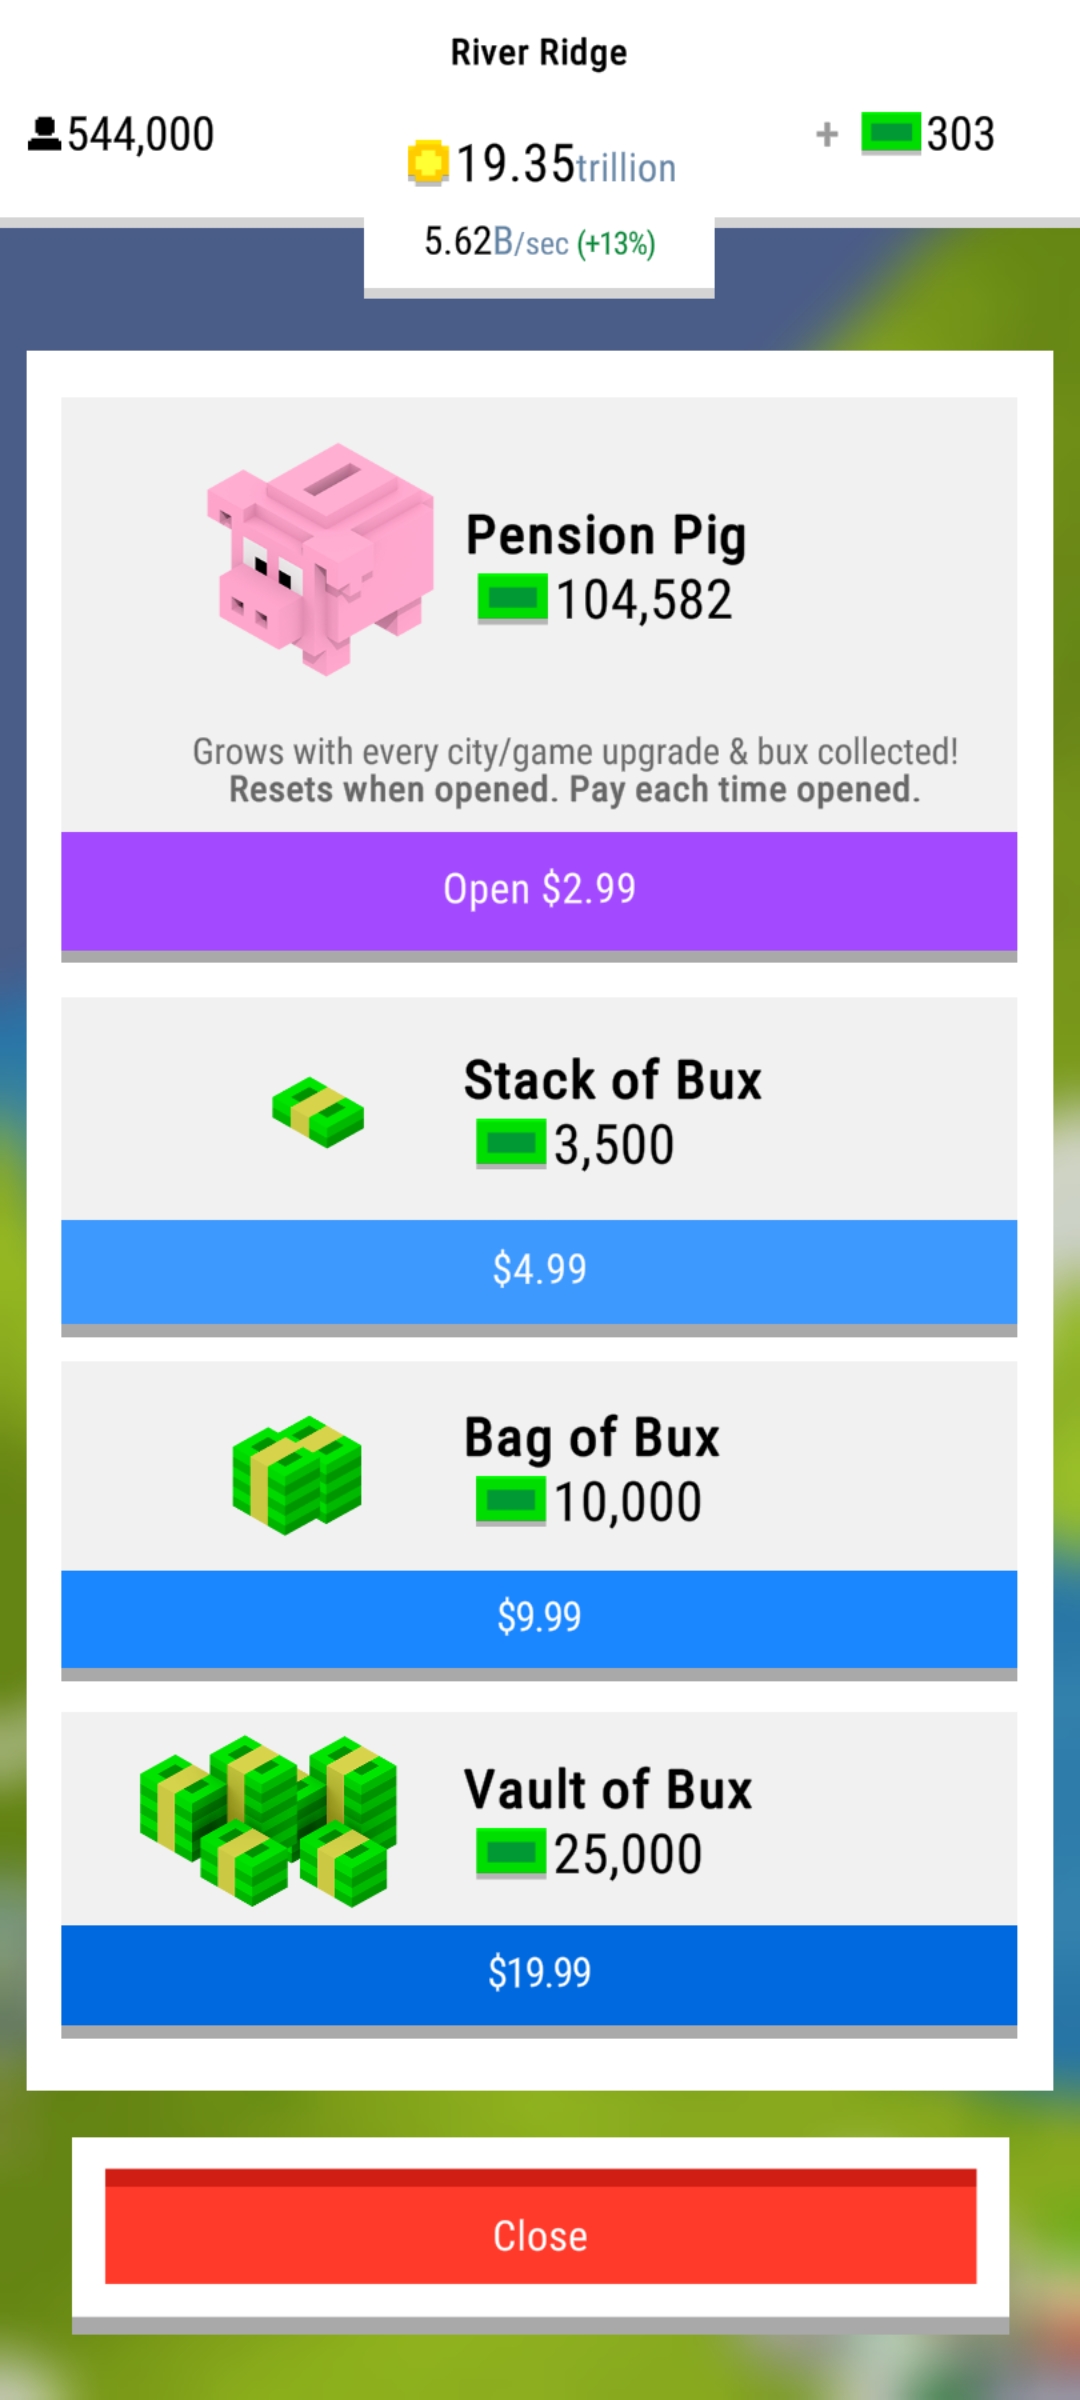 River Ridge
544,000
19.35trillion
+ 303
5.62B/sec (+13%)
Pension Pig
104,582
Grows with every city/game upgrade & bux collected!
Resets when opened. Pay each time opened.
Open $2.99
Stack of Bux
3,500
$4.99
Bag of Bux
10,000
$9.99
Vault of Bux
25,000
$19.99
Close